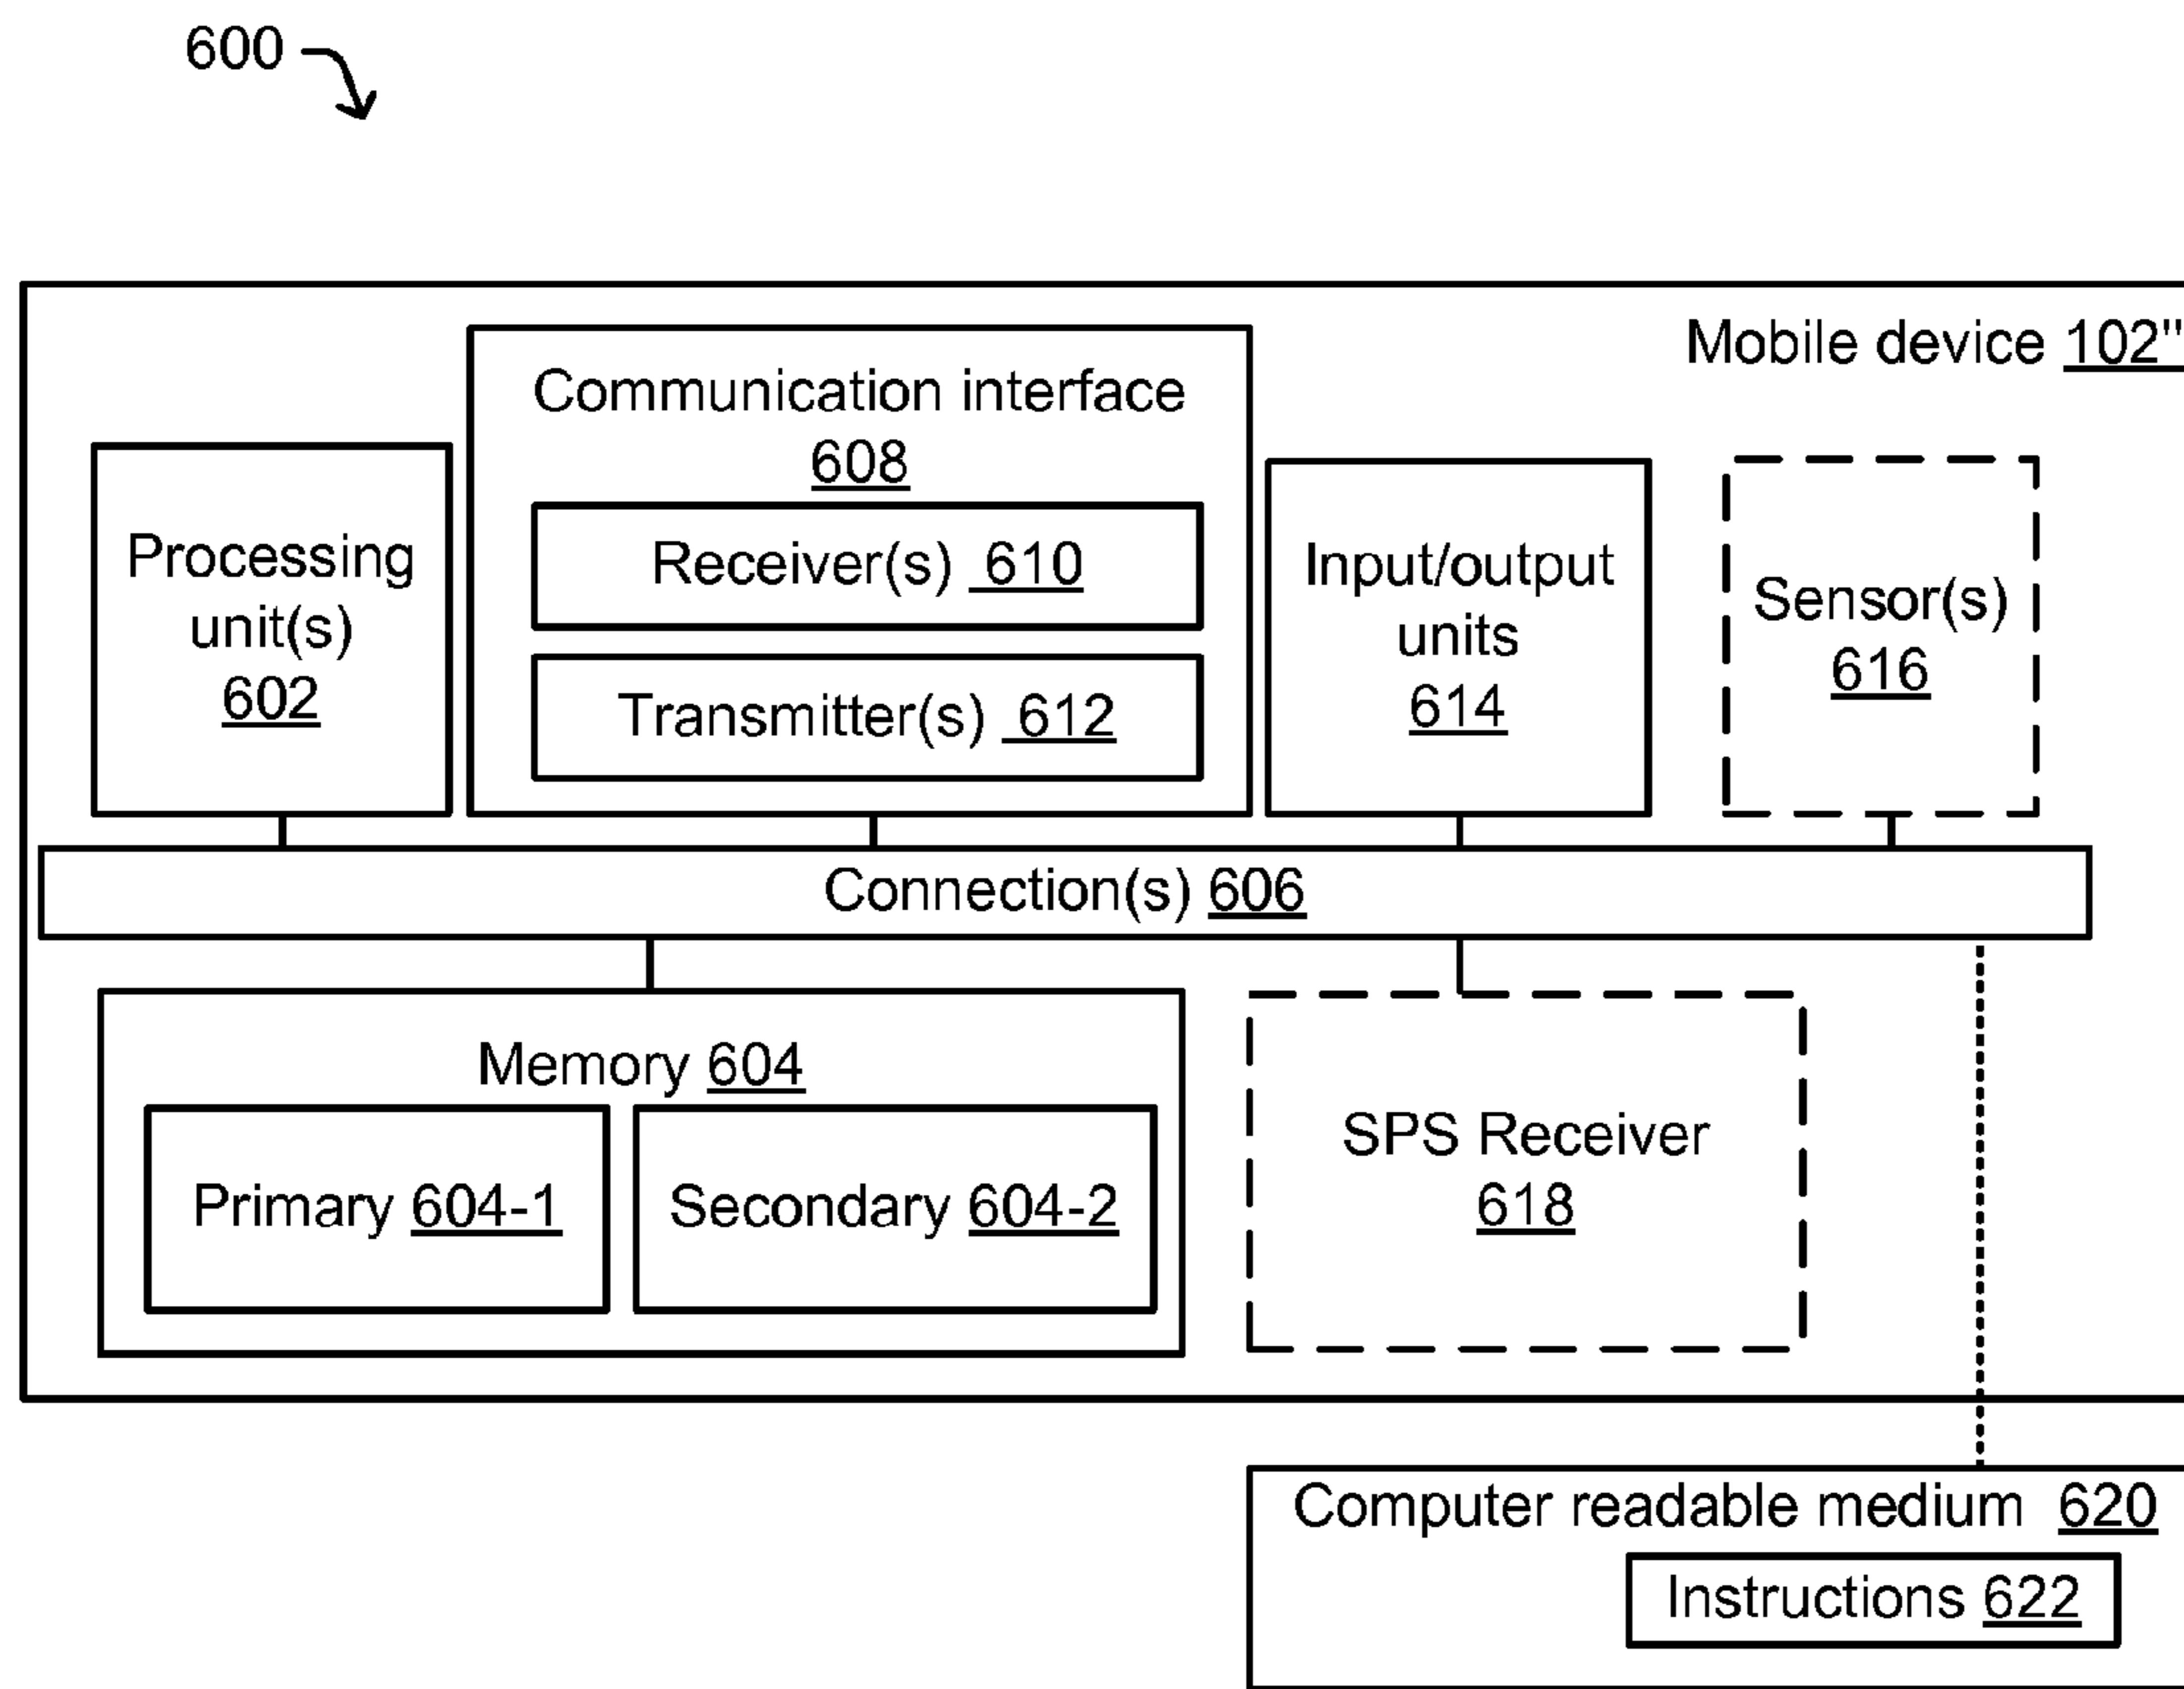 600
Mobile device 102"
Communication interface
608
Receiver(s) 610
Transmitter(s) 612
Processing
unit(s)
602
Input/output
units
614
Sensor(s)
616
Connection(s) 606
Memory 604
Primary 604-1
Secondary 604-2
SPS Receiver
618
Computer readable medium 620
Instructions 622